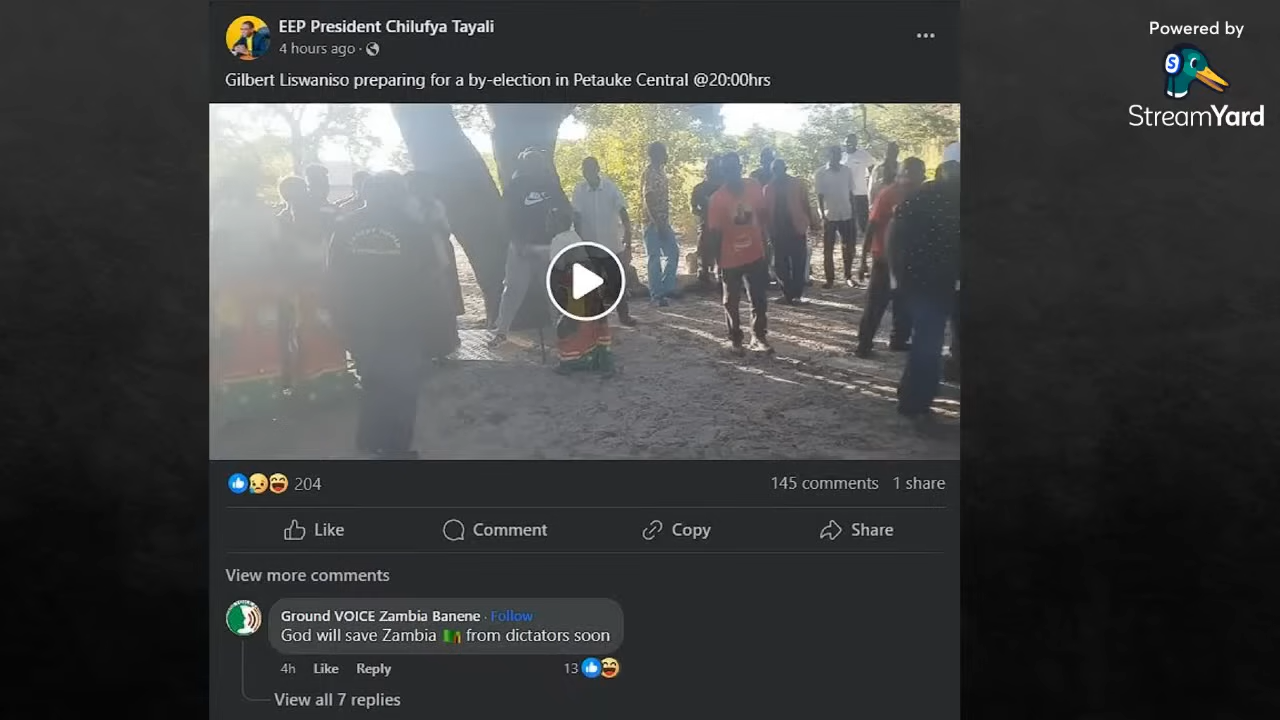 EEP President Chilufya Tayali
4 hours ago ·
Gilbert Liswaniso preparing for a by-election in Petauke Central @20:00hrs
Powered by
S
StreamYard
204
145 comments 1 share
Like Comment Copy Share
View more comments
Ground VOICE Zambia Banene · Follow
God will save Zambia 🇿🇲 from dictators soon
4h Like Reply 13
View all 7 replies